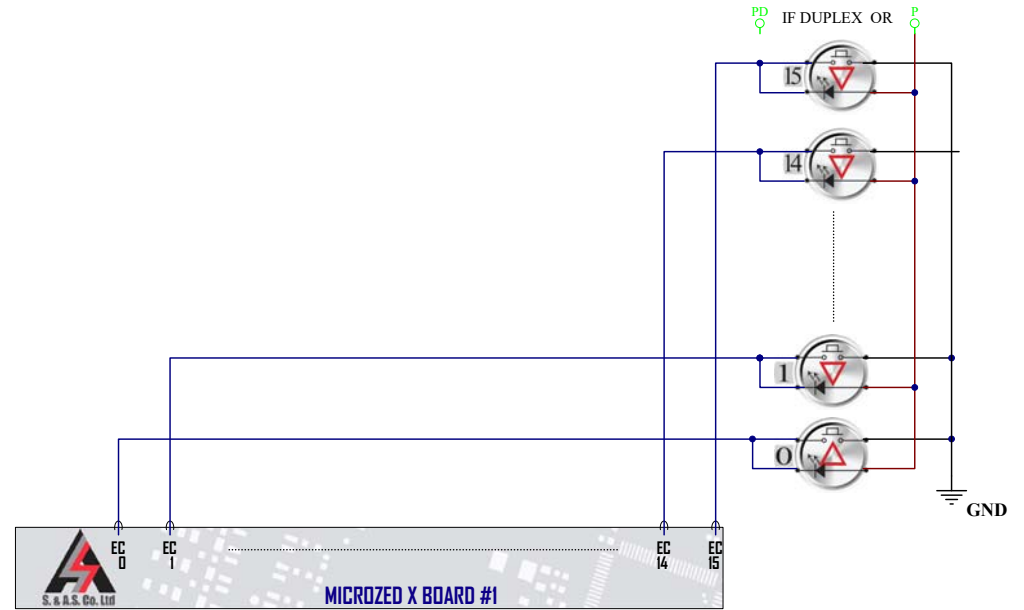 PD IF DUPLEX OR P
15
14
1
0
GND
EC 0
EC 1
EC 14
EC 15
S. & A.S. Co. Ltd
MICROZED X BOARD #1